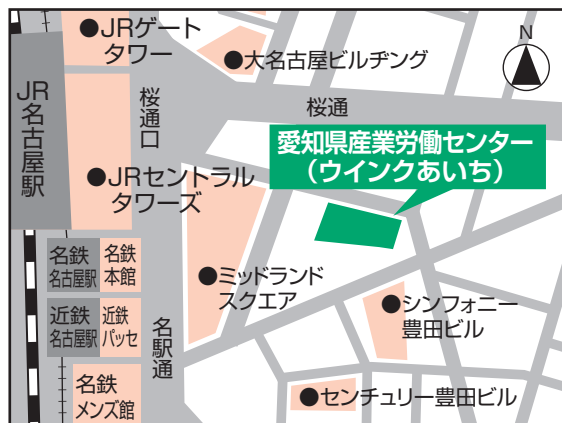 ●JRゲート
タワー
●大名古屋ビルヂング
N
JR名古屋駅
桜通口
桜通
愛知県産業労働センター
（ウインクあいち）
●JRセントラル
タワーズ
名鉄
名古屋駅
名鉄
本館
●ミッドランド
スクエア
近鉄
名古屋駅
近鉄
パッセ
名駅通
●シンフォニー
豊田ビル
名鉄
メンズ館
●センチュリー豊田ビル